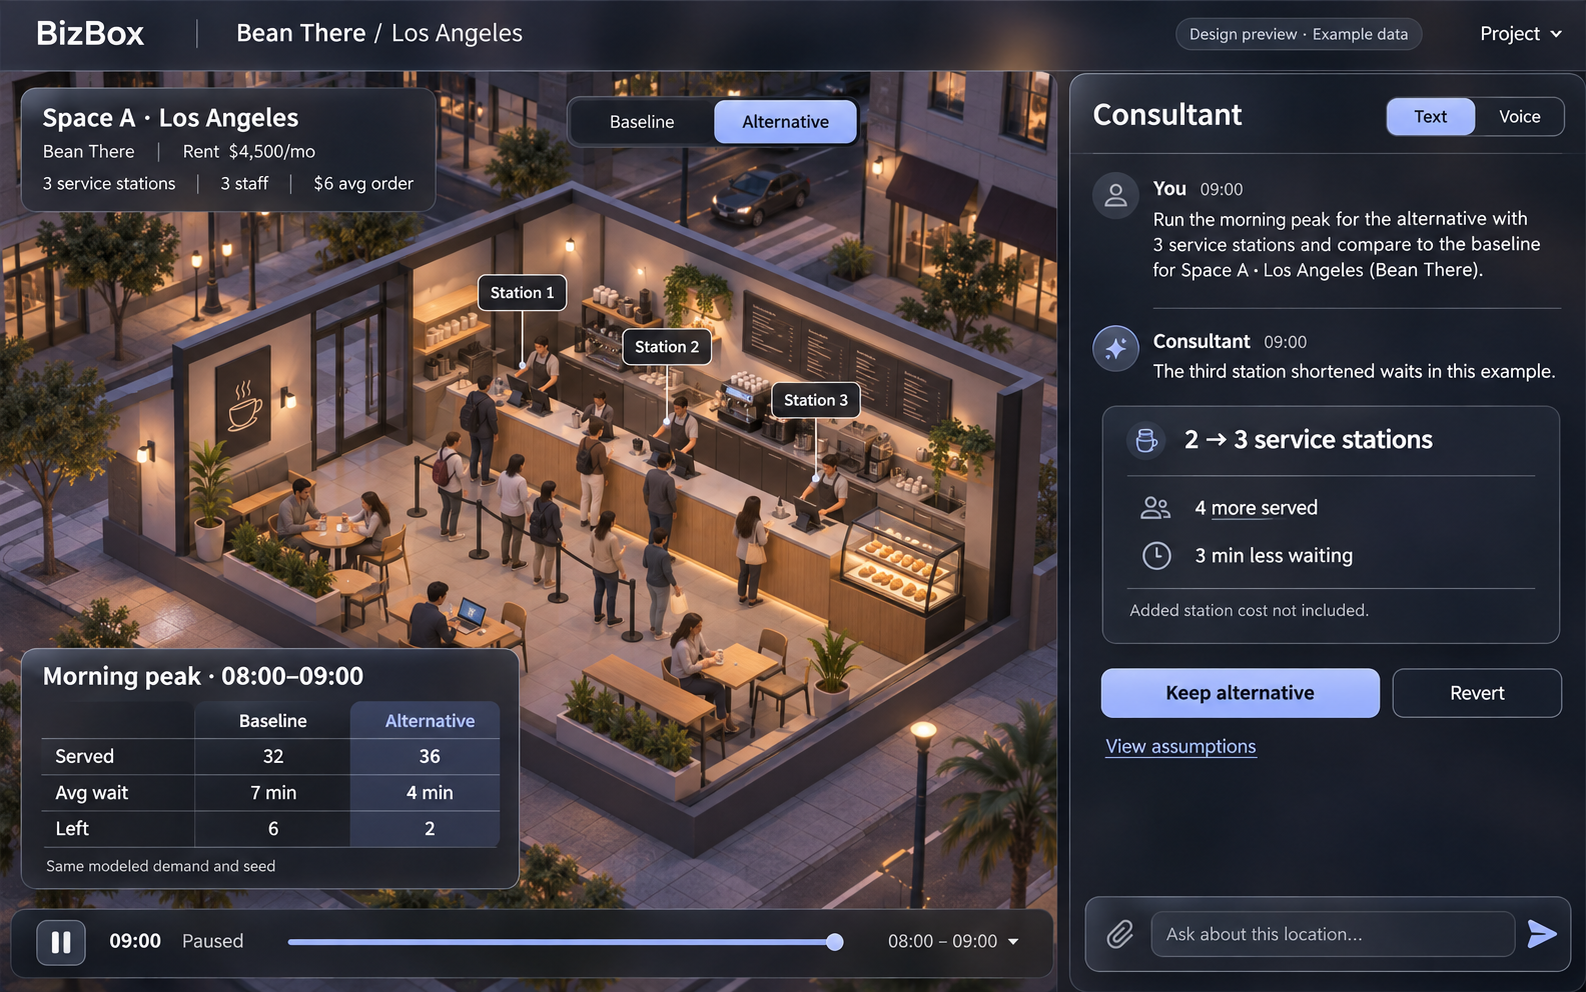 BizBox
Bean There / Los Angeles
Design preview · Example data
Project
Space A · Los Angeles
Bean There | Rent $4,500/mo
3 service stations | 3 staff | $6 avg order
Baseline
Alternative
Station 1
Station 2
Station 3
Morning peak · 08:00–09:00
Baseline Alternative
Served 32 36
Avg wait 7 min 4 min
Left 6 2
Same modeled demand and seed
09:00 Paused
08:00 – 09:00
Consultant
Text
Voice
You 09:00
Run the morning peak for the alternative with
3 service stations and compare to the baseline
for Space A · Los Angeles (Bean There).
Consultant 09:00
The third station shortened waits in this example.
2 → 3 service stations
4 more served
3 min less waiting
Added station cost not included.
Keep alternative
Revert
View assumptions
Ask about this location...